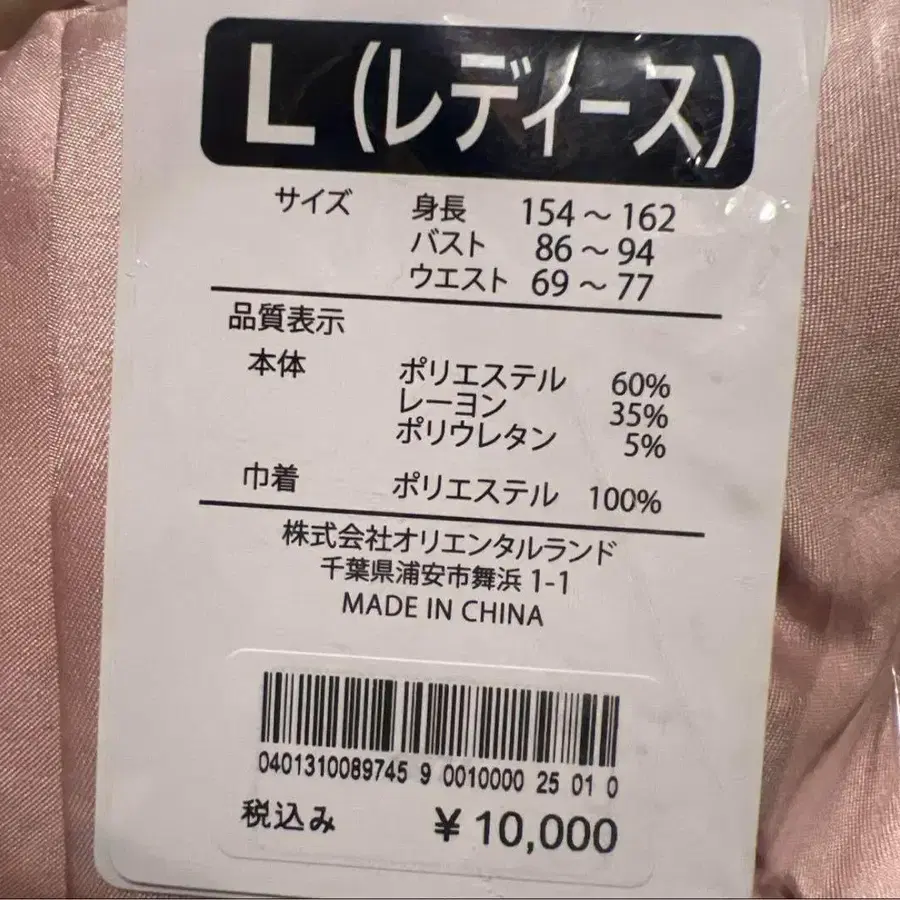 L（レディース）
サイズ 身長 154～162
バスト 86～94
ウエスト 69～77
品質表示
本体 ポリエステル 60%
レーヨン 35%
ポリウレタン 5%
巾着 ポリエステル 100%
株式会社オリエンタルランド
千葉県浦安市舞浜 1-1
MADE IN CHINA
0401310089745 9 0010000 25 01 0
税込み ¥10,000